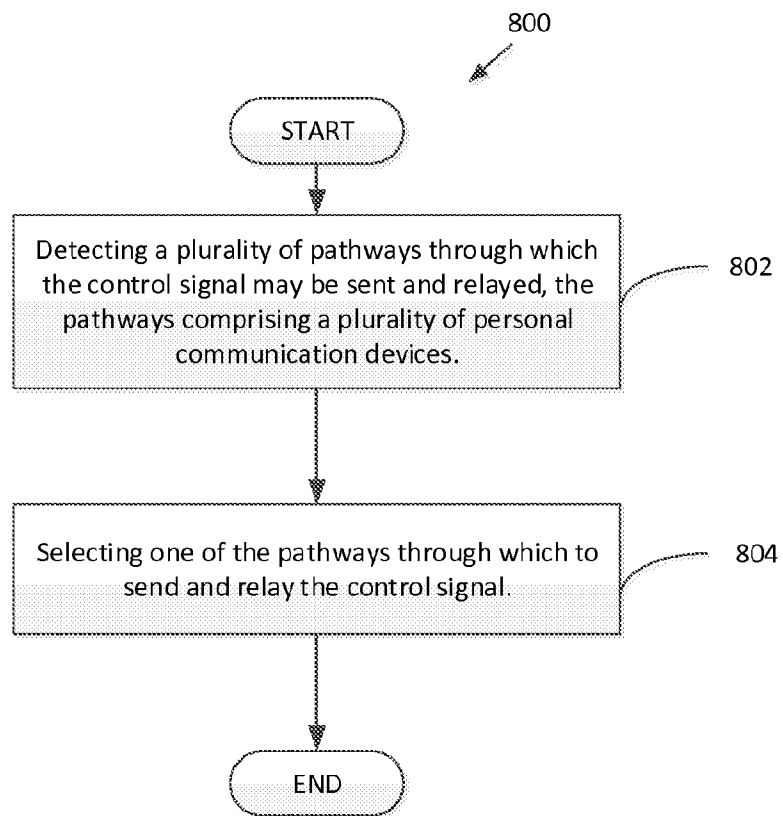 800
START
Detecting a plurality of pathways through which
the control signal may be sent and relayed, the
pathways comprising a plurality of personal
communication devices.
802
Selecting one of the pathways through which to
send and relay the control signal.
804
END